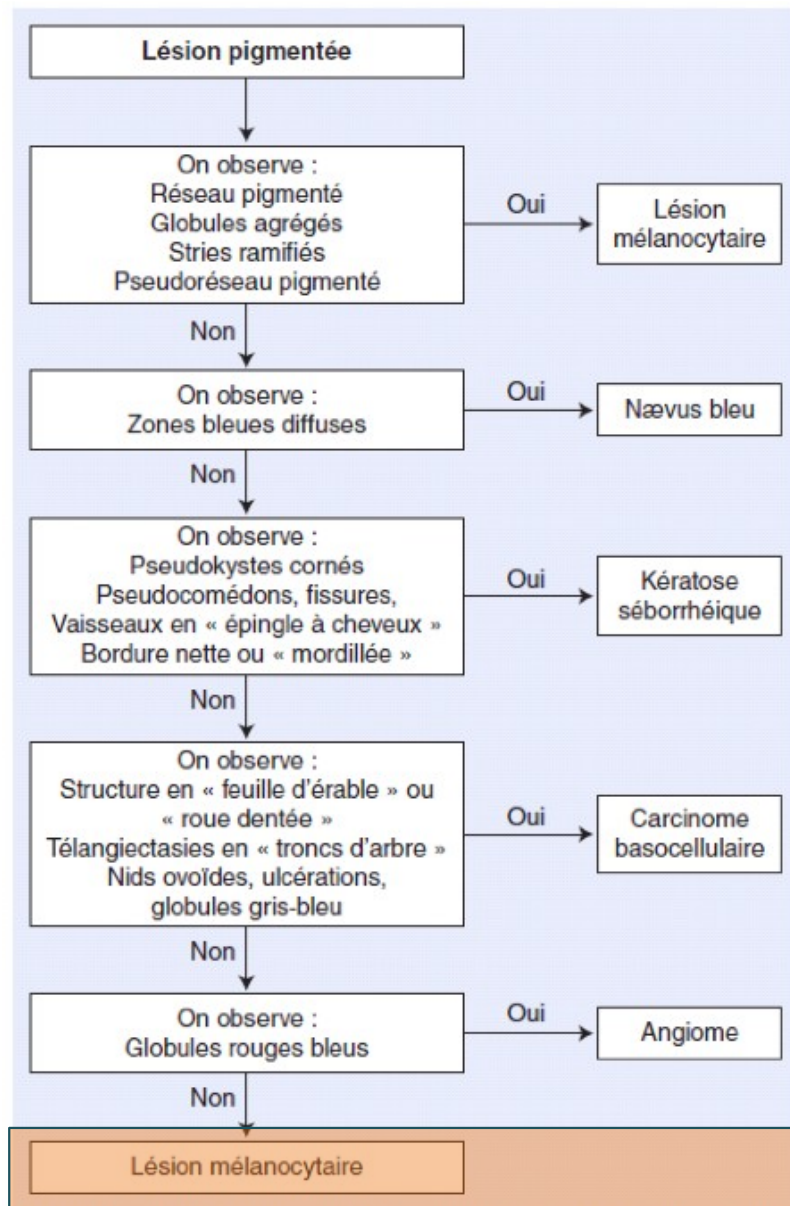 Lésion pigmentée
On observe :
Réseau pigmenté
Globules agrégés
Stries ramifiés
Pseudoréseau pigmenté
Oui
Lésion
mélanocytaire
Non
On observe :
Zones bleues diffuses
Oui
Nævus bleu
Non
On observe :
Pseudokystes cornés
Pseudocomédons, fissures,
Vaisseaux en « épingle à cheveux »
Bordure nette ou « mordillée »
Oui
Kératose
séborrhéique
Non
On observe :
Structure en « feuille d'érable » ou
« roue dentée »
Télangiectasies en « troncs d'arbre »
Nids ovoïdes, ulcérations,
globules gris-bleu
Oui
Carcinome
basocellulaire
Non
On observe :
Globules rouges bleus
Oui
Angiome
Non
Lésion mélanocytaire